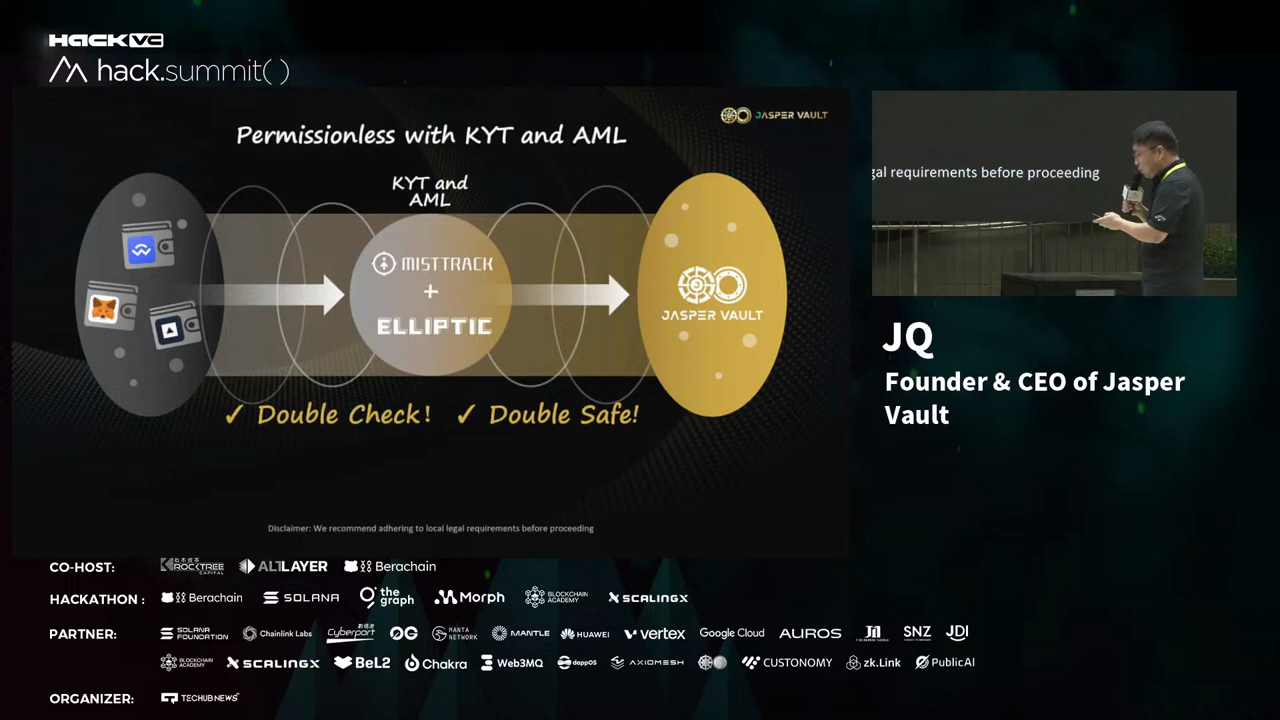 HACK VC
hack.summit()
JASPER VAULT
Permissionless with KYT and AML
KYT and
AML
MISTTRACK
+
ELLIPTIC
JASPER VAULT
✓ Double Check! ✓ Double Safe!
Disclaimer: We recommend adhering to local legal requirements before proceeding
gal requirements before proceeding
JQ
Founder & CEO of Jasper
Vault
CO-HOST: ROCKTREE CAPITAL ALTLAYER Berachain
HACKATHON : Berachain SOLANA the graph Morph BLOCKCHAIN ACADEMY SCALINGX
PARTNER: SOLANA FOUNDATION Chainlink Labs Cyberport 0G MANTA NETWORK MANTLE HUAWEI vertex Google Cloud AUROS SNZ JDI
BLOCKCHAIN ACADEMY SCALINGX BeL2 Chakra Web3MQ dappOS AXIOMESH CUSTONOMY zk.Link PublicAI
ORGANIZER: TECHUB NEWS